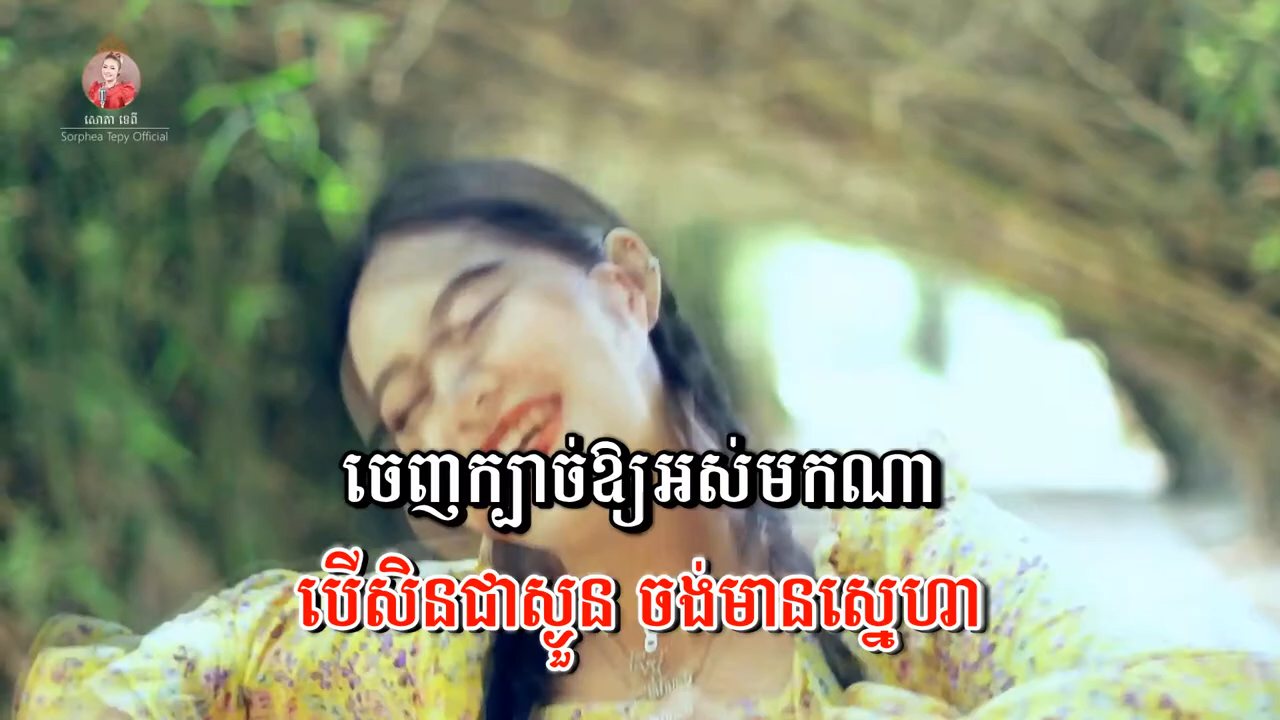 សោភា ទេពី
Sorphea Tepy Official
ចេញក្បាច់ឱ្យអស់មកណា
បើសិនជាស្ងួន ចង់មានស្នេហា